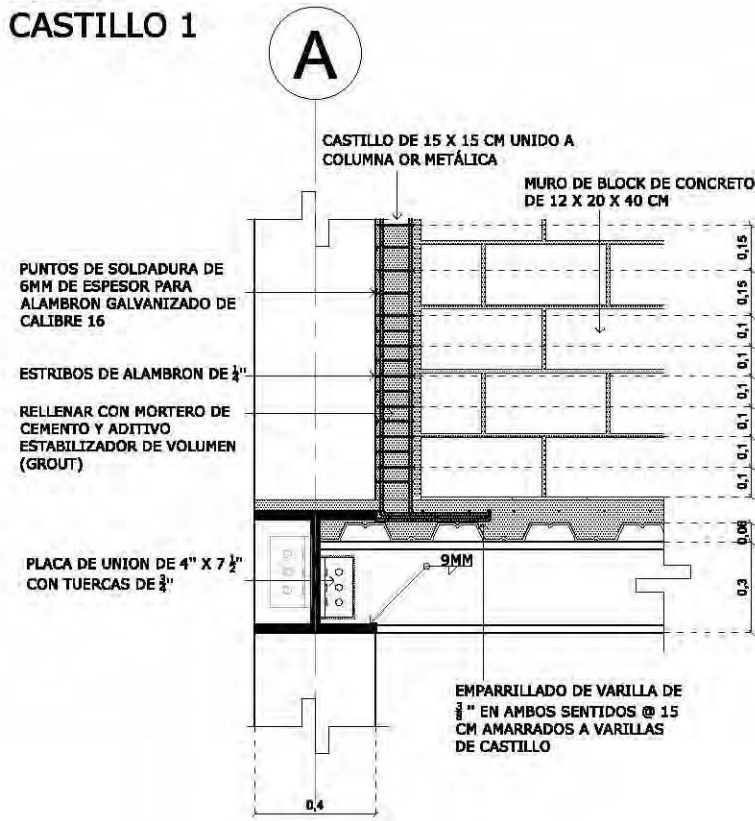 CASTILLO 1
A
CASTILLO DE 15 X 15 CM UNIDO A
COLUMNA OR METÁLICA
MURO DE BLOCK DE CONCRETO
DE 12 X 20 X 40 CM
PUNTOS DE SOLDADURA DE
6MM DE ESPESOR PARA
ALAMBRON GALVANIZADO DE
CALIBRE 16
ESTRIBOS DE ALAMBRON DE ¼"
RELLENAR CON MORTERO DE
CEMENTO Y ADITIVO
ESTABILIZADOR DE VOLUMEN
(GROUT)
PLACA DE UNION DE 4" X 7 ½"
CON TUERCAS DE ¾"
9MM
EMPARRILLADO DE VARILLA DE
⅜" EN AMBOS SENTIDOS @ 15
CM AMARRADOS A VARILLAS
DE CASTILLO
0,15
0,15
0,1
0,1
0,1
0,1
0,1
0,1
0,06
0,3
0,4